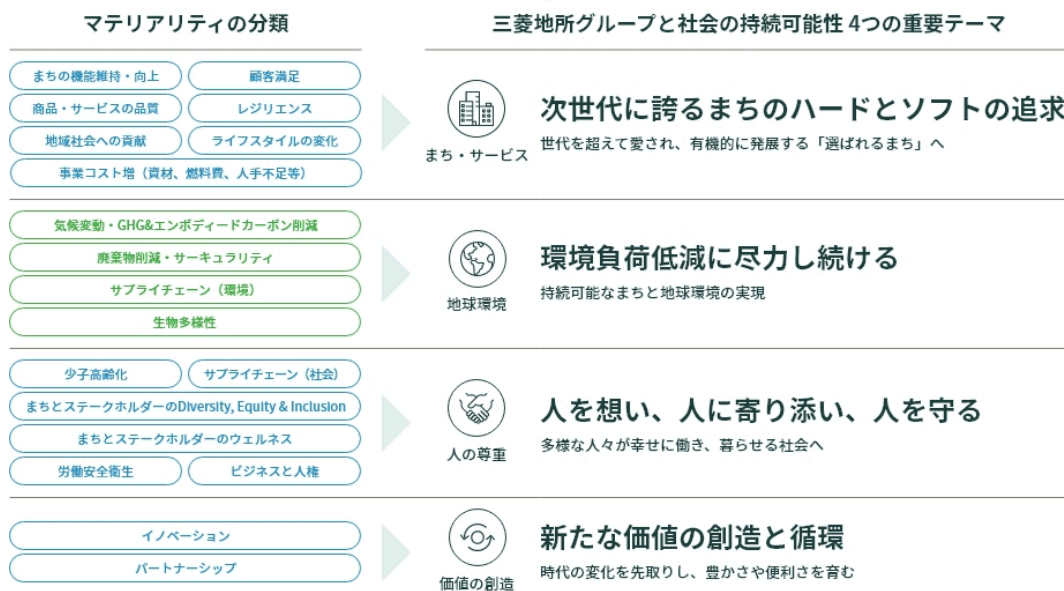 マテリアリティの分類
三菱地所グループと社会の持続可能性 4つの重要テーマ
まちの機能維持・向上
顧客満足
商品・サービスの品質
レジリエンス
地域社会への貢献
ライフスタイルの変化
事業コスト増（資材、燃料費、人手不足等）
まち・サービス
次世代に誇るまちのハードとソフトの追求
世代を超えて愛され、有機的に発展する「選ばれるまち」へ
気候変動・GHG&エンボディードカーボン削減
廃棄物削減・サーキュラリティ
サプライチェーン（環境）
生物多様性
地球環境
環境負荷低減に尽力し続ける
持続可能なまちと地球環境の実現
少子高齢化
サプライチェーン（社会）
まちとステークホルダーのDiversity, Equity & Inclusion
まちとステークホルダーのウェルネス
労働安全衛生
ビジネスと人権
人の尊重
人を想い、人に寄り添い、人を守る
多様な人々が幸せに働き、暮らせる社会へ
イノベーション
パートナーシップ
価値の創造
新たな価値の創造と循環
時代の変化を先取りし、豊かさや便利さを育む